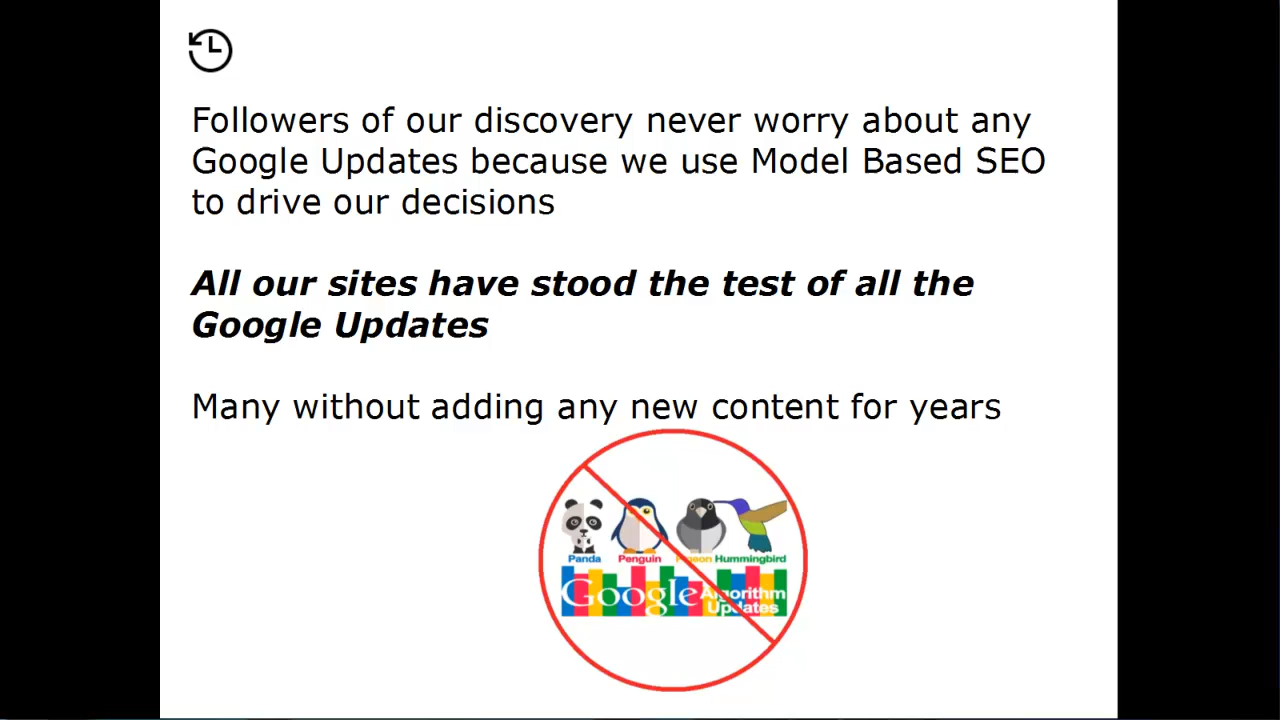 Followers of our discovery never worry about any
Google Updates because we use Model Based SEO
to drive our decisions
All our sites have stood the test of all the
Google Updates
Many without adding any new content for years
Panda Penguin Pigeon Hummingbird
Google Algorithm
Updates